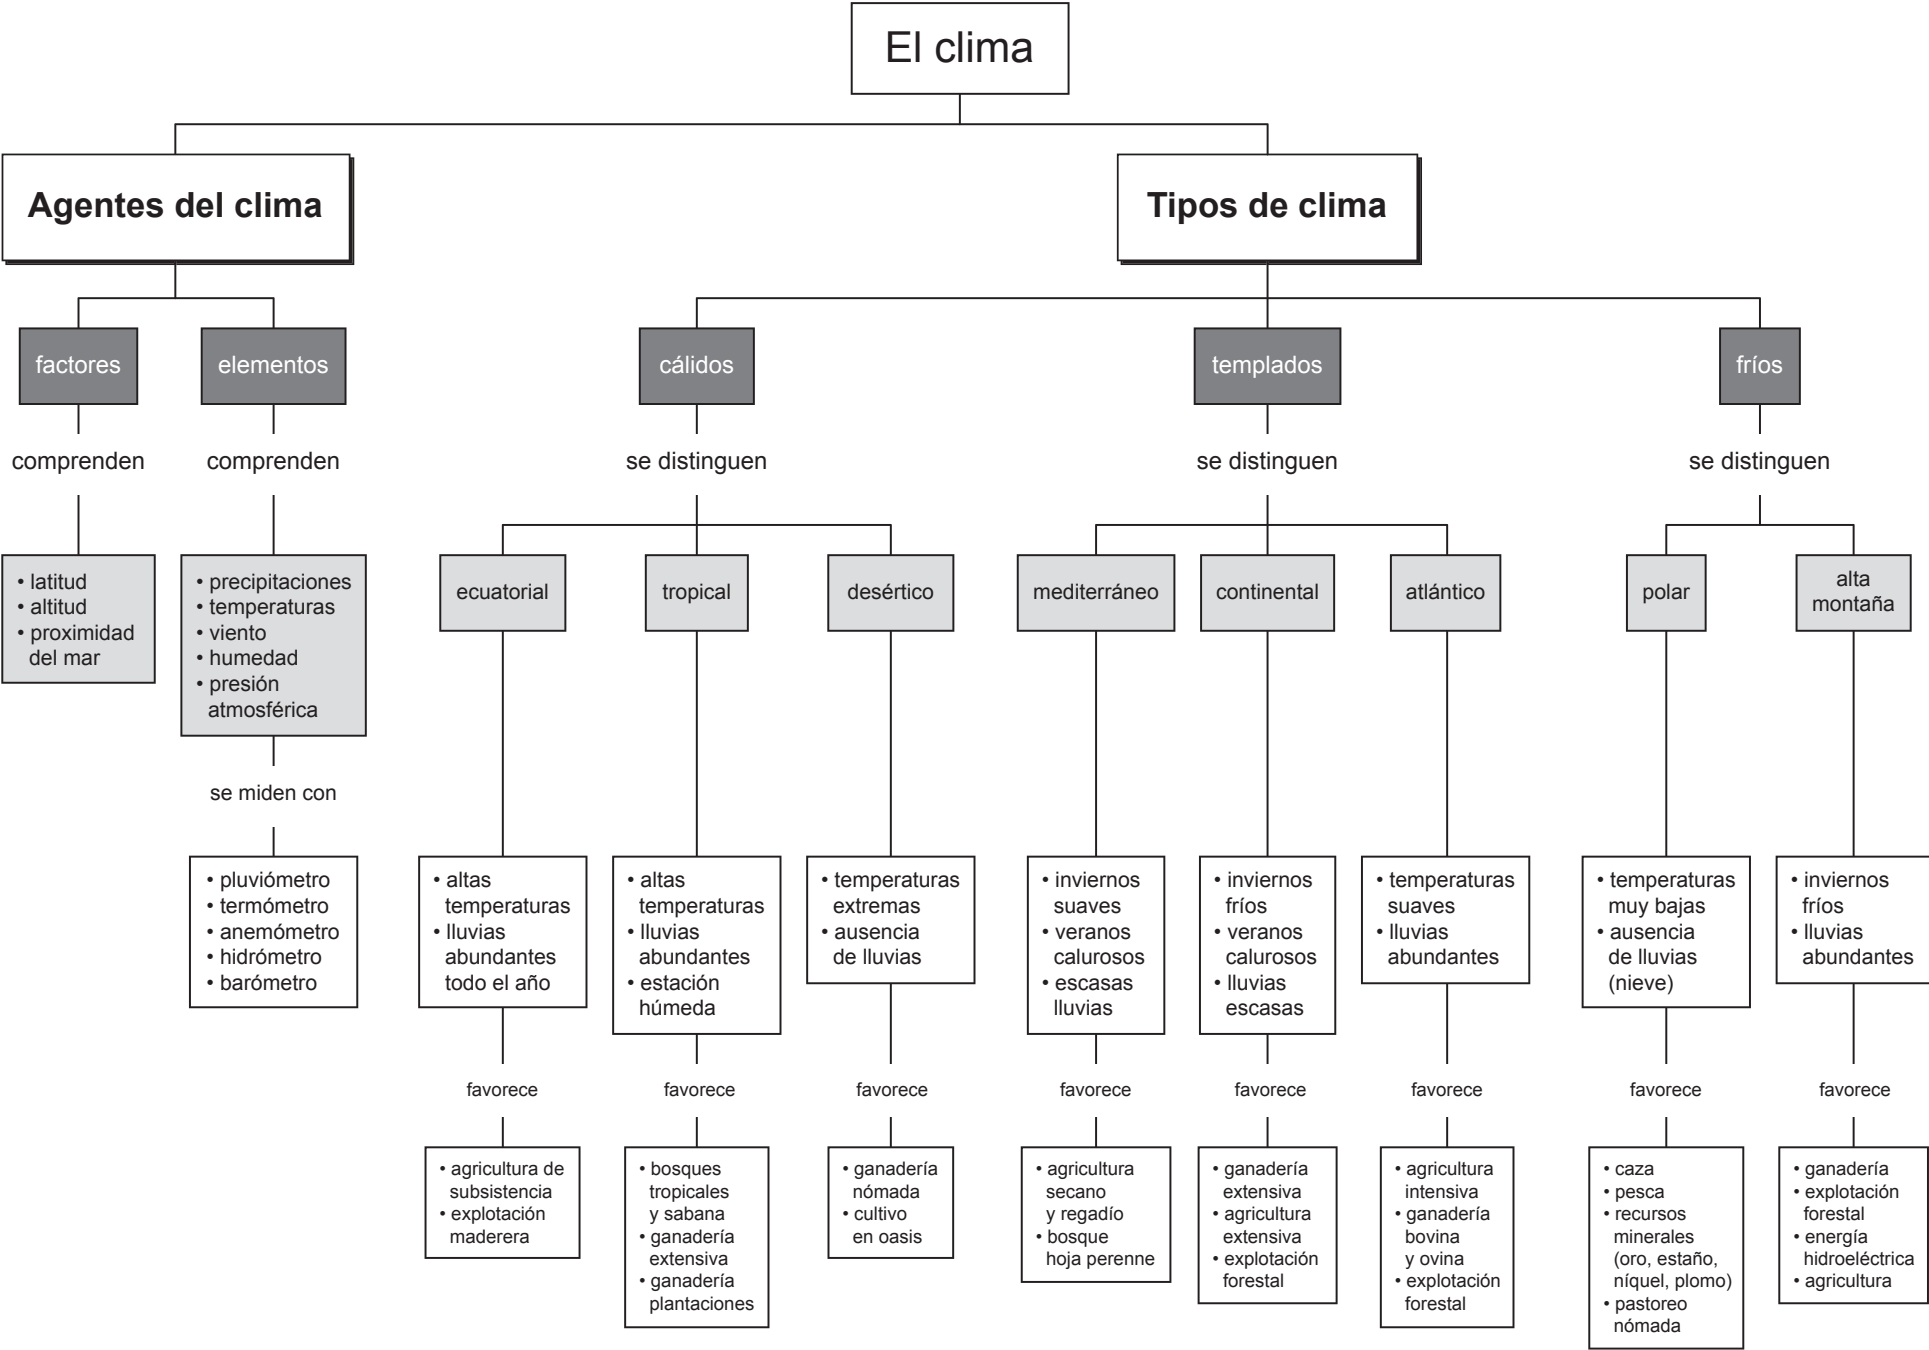 El clima
Agentes del clima
Tipos de clima
factores
elementos
cálidos
templados
fríos
comprenden
comprenden
se distinguen
se distinguen
se distinguen
• latitud
• altitud
• proximidad
del mar
• precipitaciones
• temperaturas
• viento
• humedad
• presión
atmosférica
ecuatorial
tropical
desértico
mediterráneo
continental
atlántico
polar
alta
montaña
se miden con
• pluviómetro
• termómetro
• anemómetro
• hidrómetro
• barómetro
• altas
temperaturas
• lluvias
abundantes
todo el año
• altas
temperaturas
• lluvias
abundantes
• estación
húmeda
• temperaturas
extremas
• ausencia
de lluvias
• inviernos
suaves
• veranos
calurosos
• escasas
lluvias
• inviernos
fríos
• veranos
calurosos
• lluvias
escasas
• temperaturas
suaves
• lluvias
abundantes
• temperaturas
muy bajas
• ausencia
de lluvias
(nieve)
• inviernos
fríos
• lluvias
abundantes
favorece
favorece
favorece
favorece
favorece
favorece
favorece
favorece
• agricultura de
subsistencia
• explotación
maderera
• bosques
tropicales
y sabana
• ganadería
extensiva
• ganadería
plantaciones
• ganadería
nómada
• cultivo
en oasis
• agricultura
secano
y regadío
• bosque
hoja perenne
• ganadería
extensiva
• agricultura
extensiva
• explotación
forestal
• agricultura
intensiva
• ganadería
bovina
y ovina
• explotación
forestal
• caza
• pesca
• recursos
minerales
(oro, estaño,
níquel, plomo)
• pastoreo
nómada
• ganadería
• explotación
forestal
• energía
hidroeléctrica
• agricultura